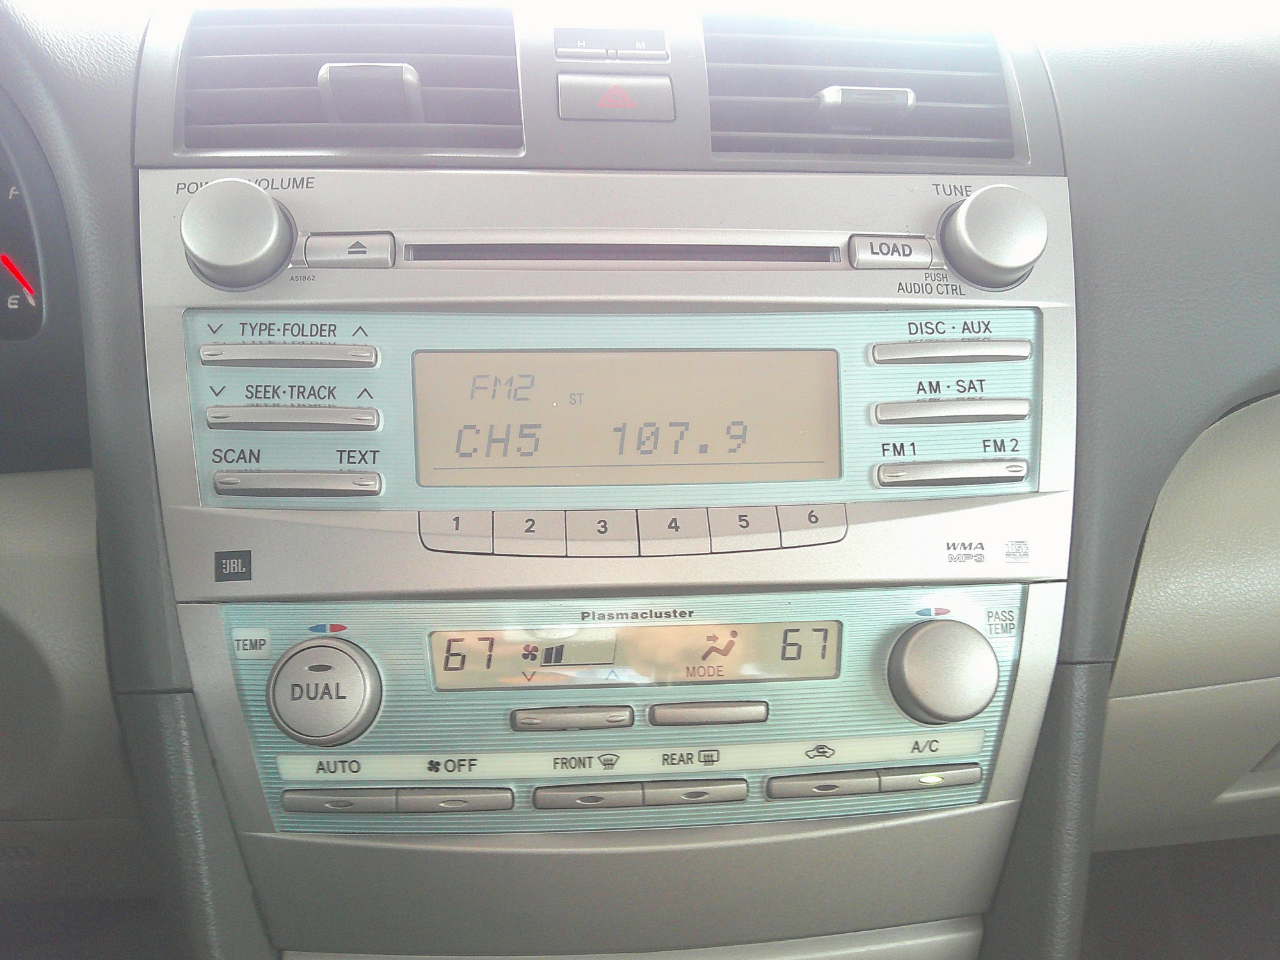 H M
F
E
POW VOLUME
TUNE
LOAD
A51862
PUSH
AUDIO CTRL
TYPE·FOLDER
DISC · AUX
SEEK·TRACK
AM · SAT
SCAN TEXT
FM1 FM2
FM2
ST
CH5 107.9
1 2 3 4 5 6
JBL
WMA
MP3
Plasmacluster
TEMP
PASS
TEMP
67
67
MODE
DUAL
AUTO
OFF
FRONT
REAR
A/C